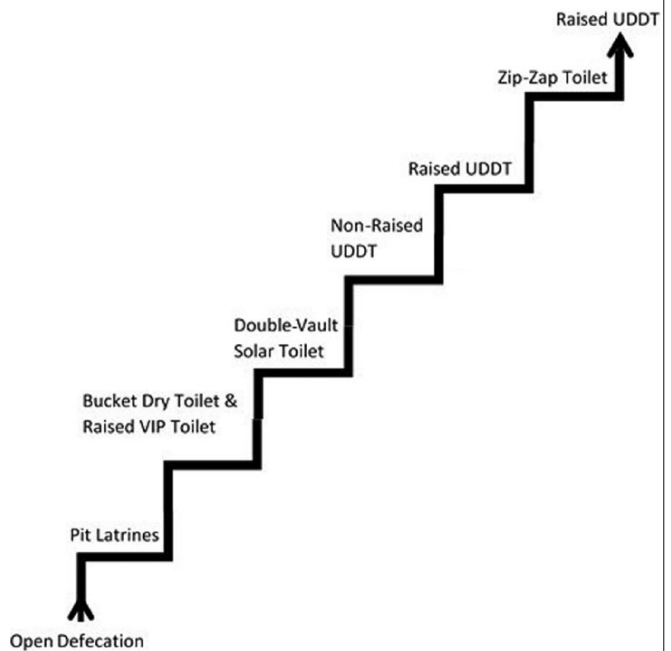 Raised UDDT
Zip-Zap Toilet
Raised UDDT
Non-Raised
UDDT
Double-Vault
Solar Toilet
Bucket Dry Toilet &
Raised VIP Toilet
Pit Latrines
Open Defecation